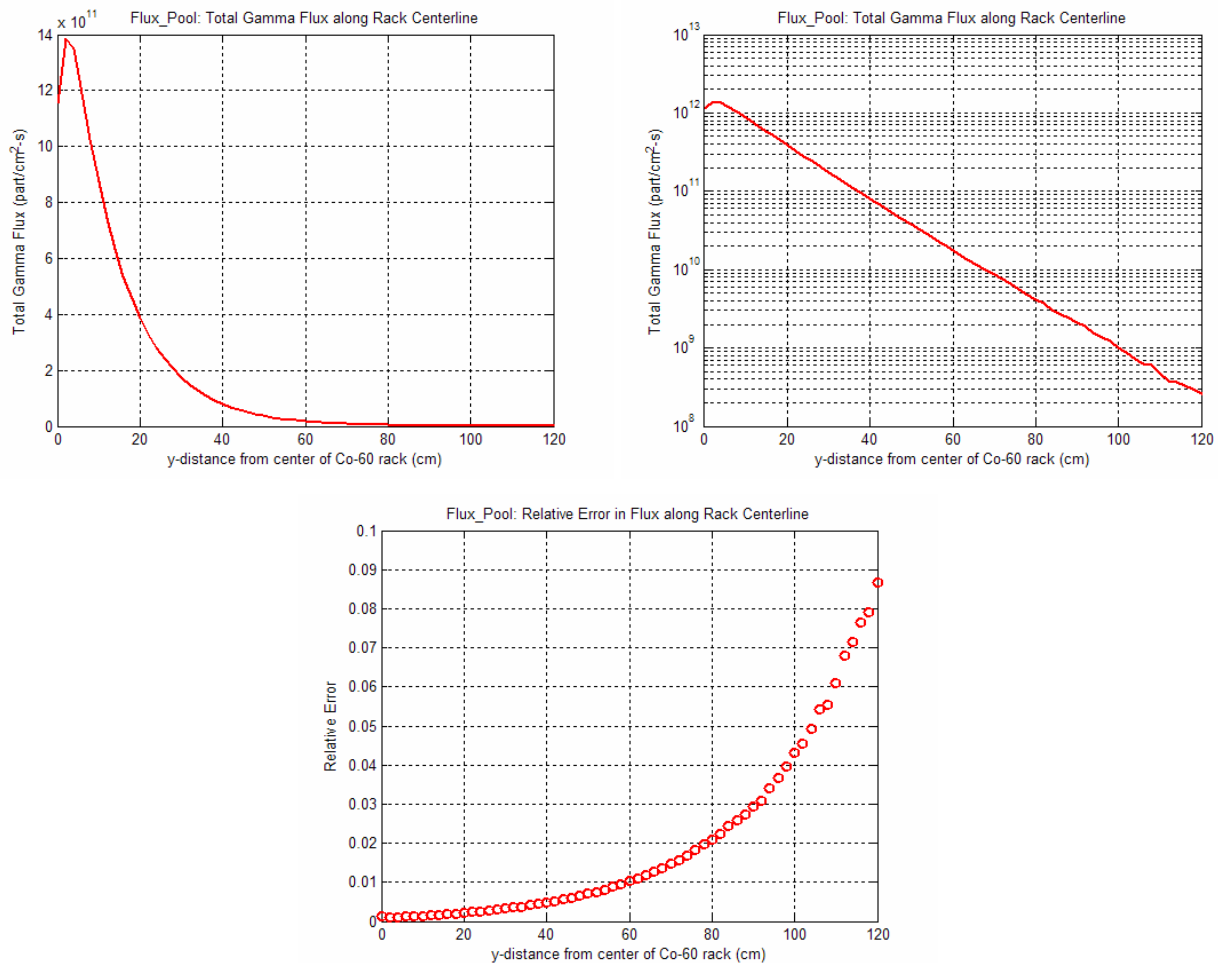 Flux_Pool: Total Gamma Flux along Rack Centerline
x 10^11
14
12
10
8
6
4
2
0
Total Gamma Flux (part/cm^2-s)
0 20 40 60 80 100 120
y-distance from center of Co-60 rack (cm)
Flux_Pool: Total Gamma Flux along Rack Centerline
10^13
10^12
10^11
10^10
10^9
10^8
Total Gamma Flux (part/cm^2-s)
0 20 40 60 80 100 120
y-distance from center of Co-60 rack (cm)
Flux_Pool: Relative Error in Flux along Rack Centerline
0.1
0.09
0.08
0.07
0.06
0.05
0.04
0.03
0.02
0.01
0
Relative Error
0 20 40 60 80 100 120
y-distance from center of Co-60 rack (cm)